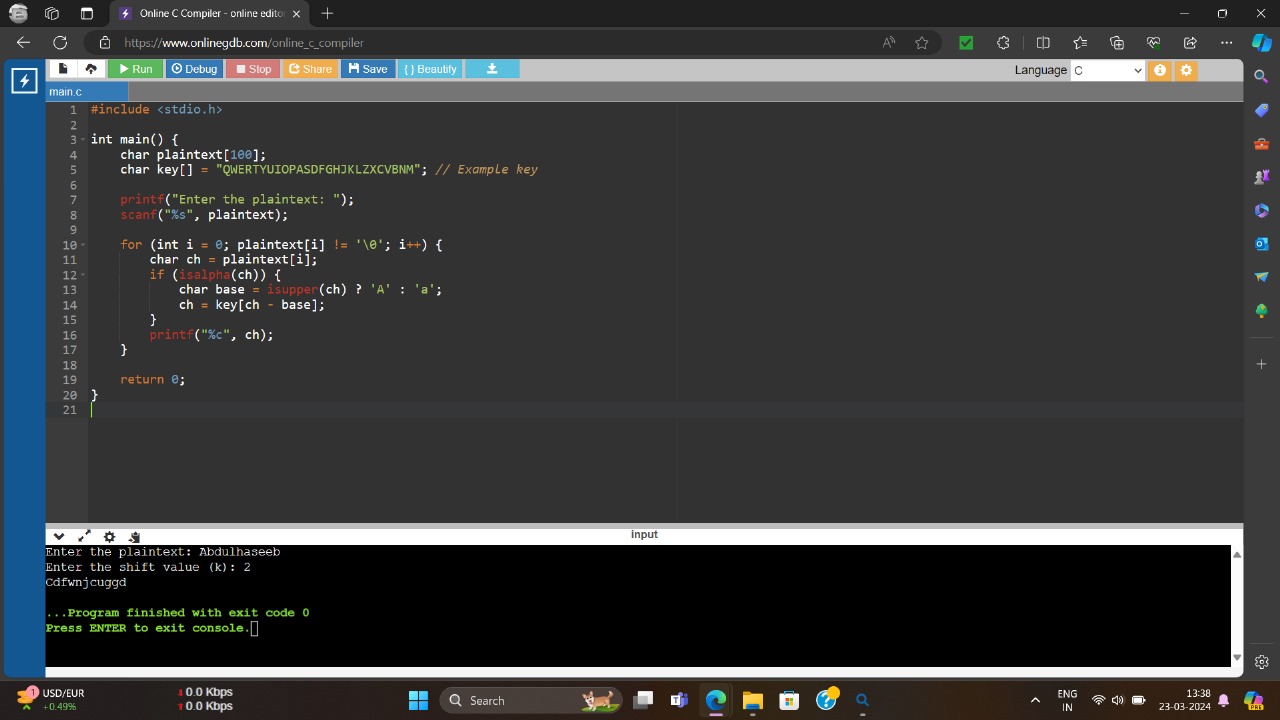 Online C Compiler - online edito
https://www.onlinegdb.com/online_c_compiler
Run Debug Stop Share Save { } Beautify Language C
main.c
1 #include <stdio.h>
2
3 int main() {
4 char plaintext[100];
5 char key[] = "QWERTYUIOPASDFGHJKLZXCVBNM"; // Example key
6
7 printf("Enter the plaintext: ");
8 scanf("%s", plaintext);
9
10 for (int i = 0; plaintext[i] != '\0'; i++) {
11 char ch = plaintext[i];
12 if (isalpha(ch)) {
13 char base = isupper(ch) ? 'A' : 'a';
14 ch = key[ch - base];
15 }
16 printf("%c", ch);
17 }
18
19 return 0;
20 }
21
input
Enter the plaintext: Abdulhaseeb
Enter the shift value (k): 2
Cdfwnjcuggd
...Program finished with exit code 0
Press ENTER to exit console.
1 USD/EUR
+0.49%
0.0 Kbps
0.0 Kbps
Search
ENG
IN
13:38
23-03-2024
PRE